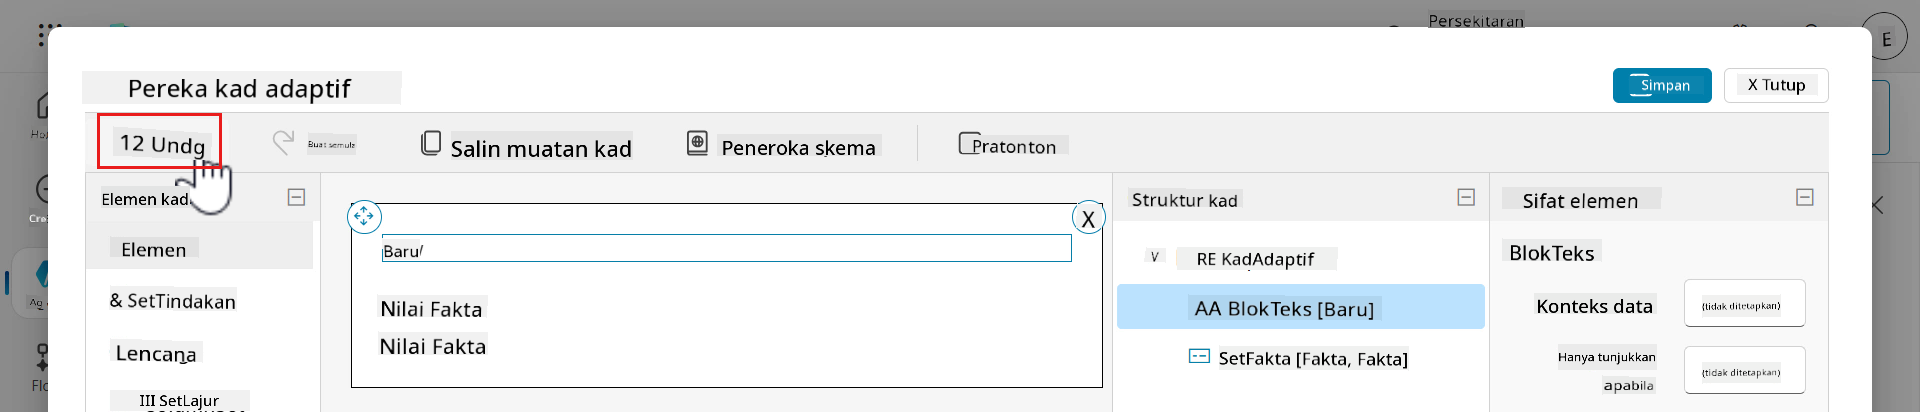 Persekitaran
E
Pereka kad adaptif
Simpan
X Tutup
12 Undg
Buat semula
Salin muatan kad
Peneroka skema
Pratonton
Elemen kad
Struktur kad
Sifat elemen
X
Elemen
Baru
V
RE KadAdaptif
BlokTeks
& SetTindakan
Nilai Fakta
AA BlokTeks [Baru]
Konteks data
(tidak ditetapkan)
Lencana
Nilai Fakta
SetFakta [Fakta, Fakta]
Hanya tunjukkan
apabila
(tidak ditetapkan)
III SetLajur